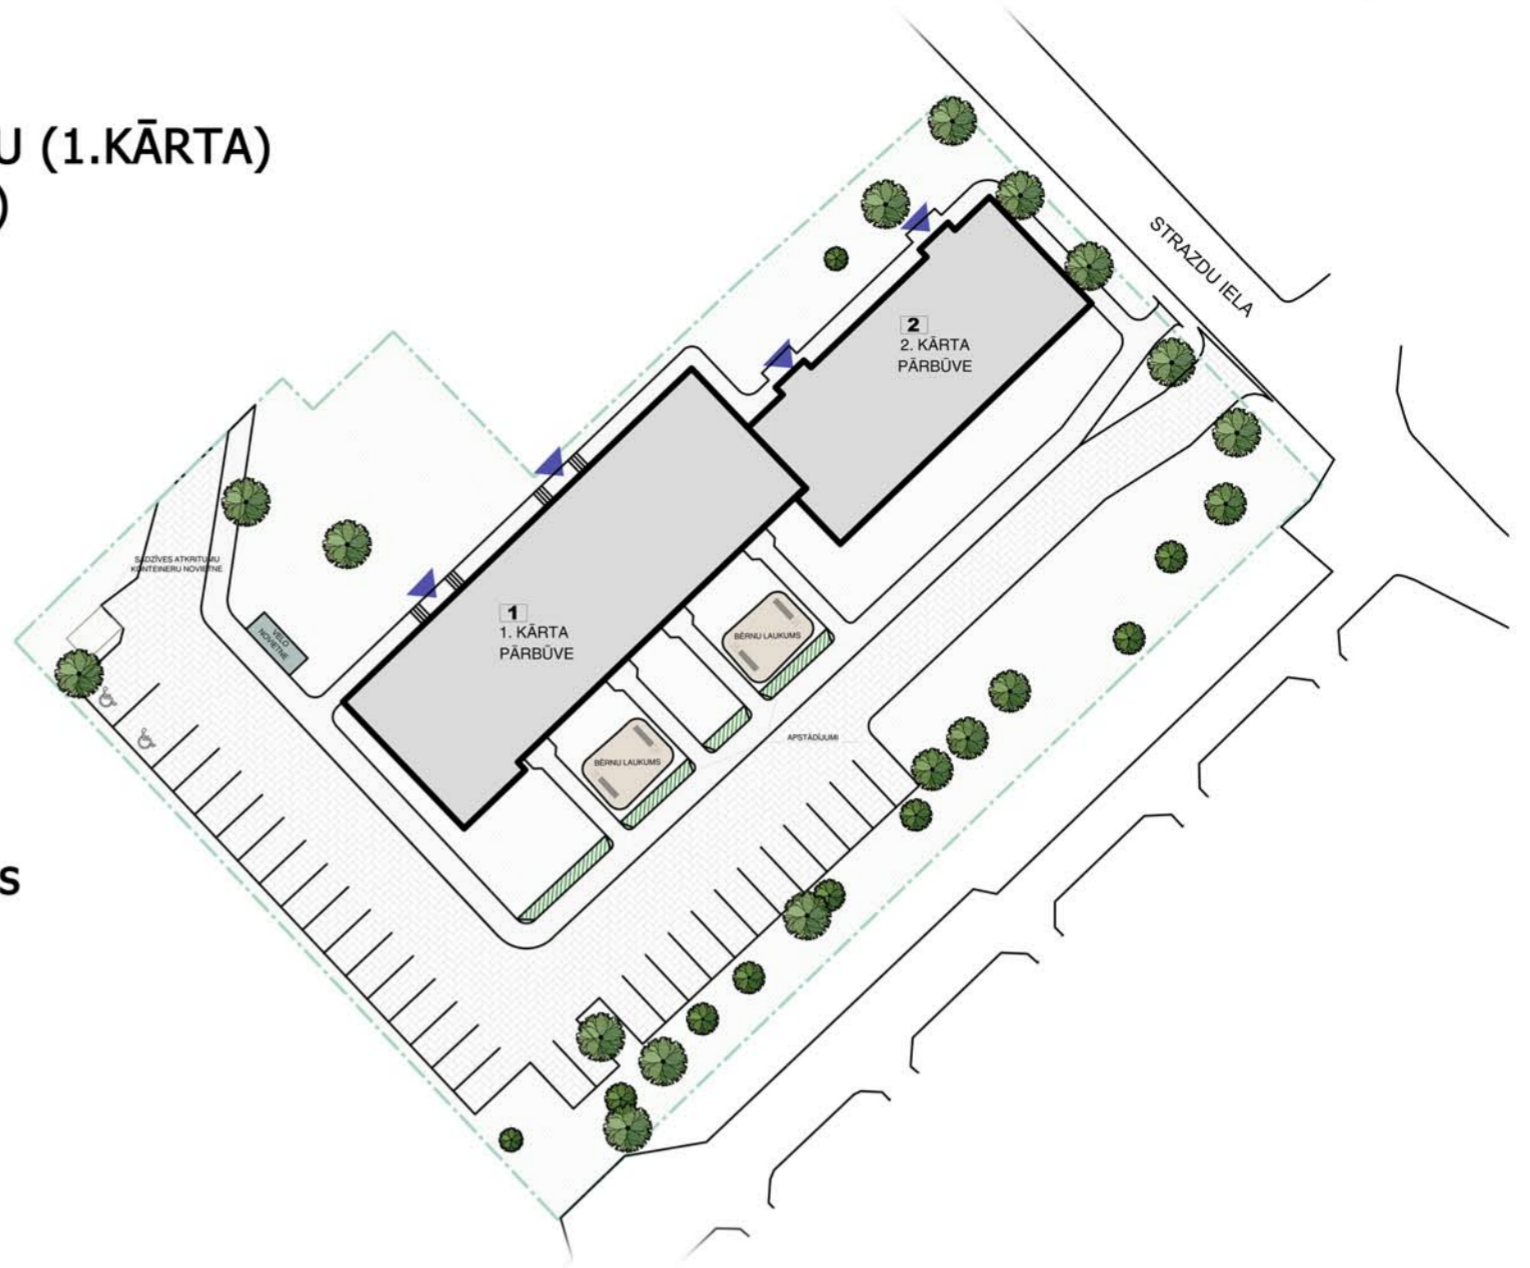 U (1.KĀRTA)
)
STRAZDU IELA
2
2. KĀRTA
PĀRBŪVE
SADZĪVES ATKRITUMU
KONTEINERU NOVIETNE
VELO
NOVIETNE
1
1. KĀRTA
PĀRBŪVE
BĒRNU LAUKUMS
BĒRNU LAUKUMS
APSTĀDĪJUMI
s